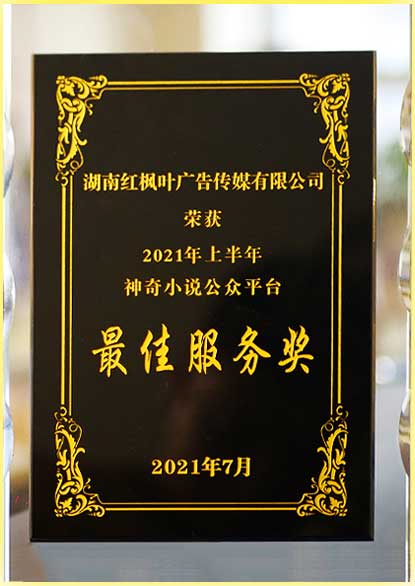 湖南红枫叶广告传媒有限公司
荣获
2021年上半年
神奇小说公众平台
最佳服务奖
2021年7月